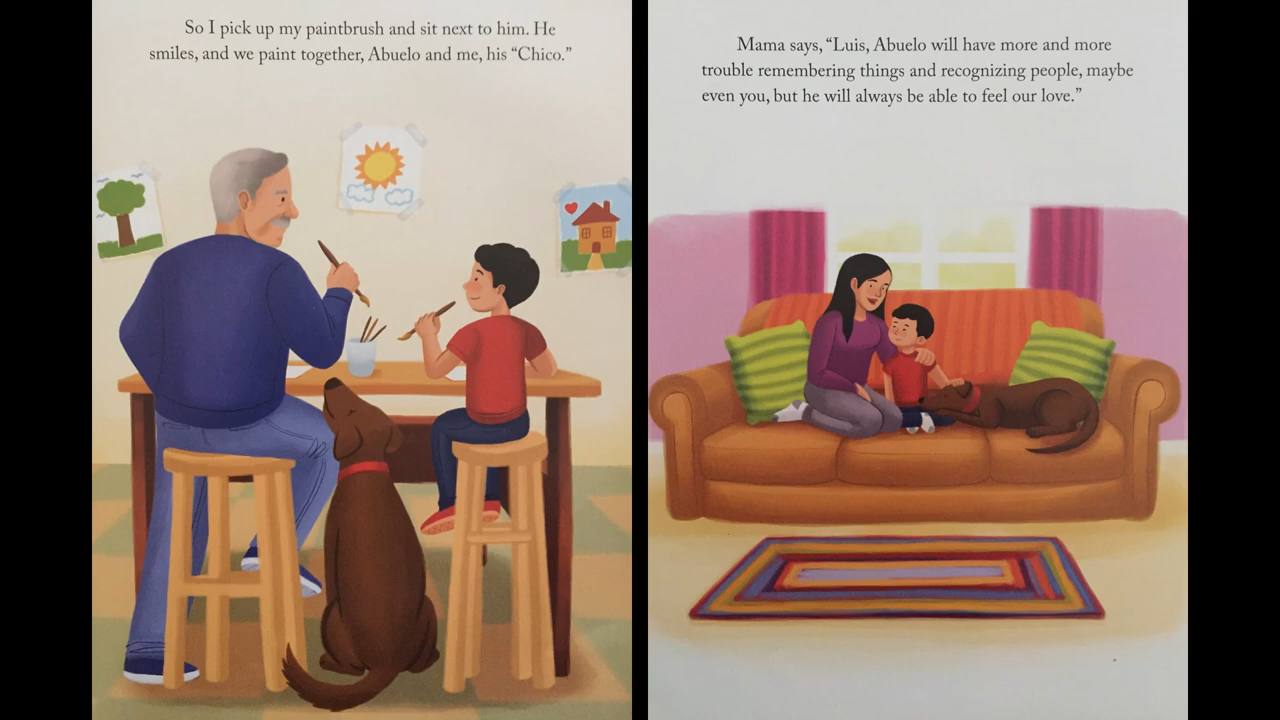 So I pick up my paintbrush and sit next to him. He
smiles, and we paint together, Abuelo and me, his “Chico.”
Mama says, “Luis, Abuelo will have more and more
trouble remembering things and recognizing people, maybe
even you, but he will always be able to feel our love.”